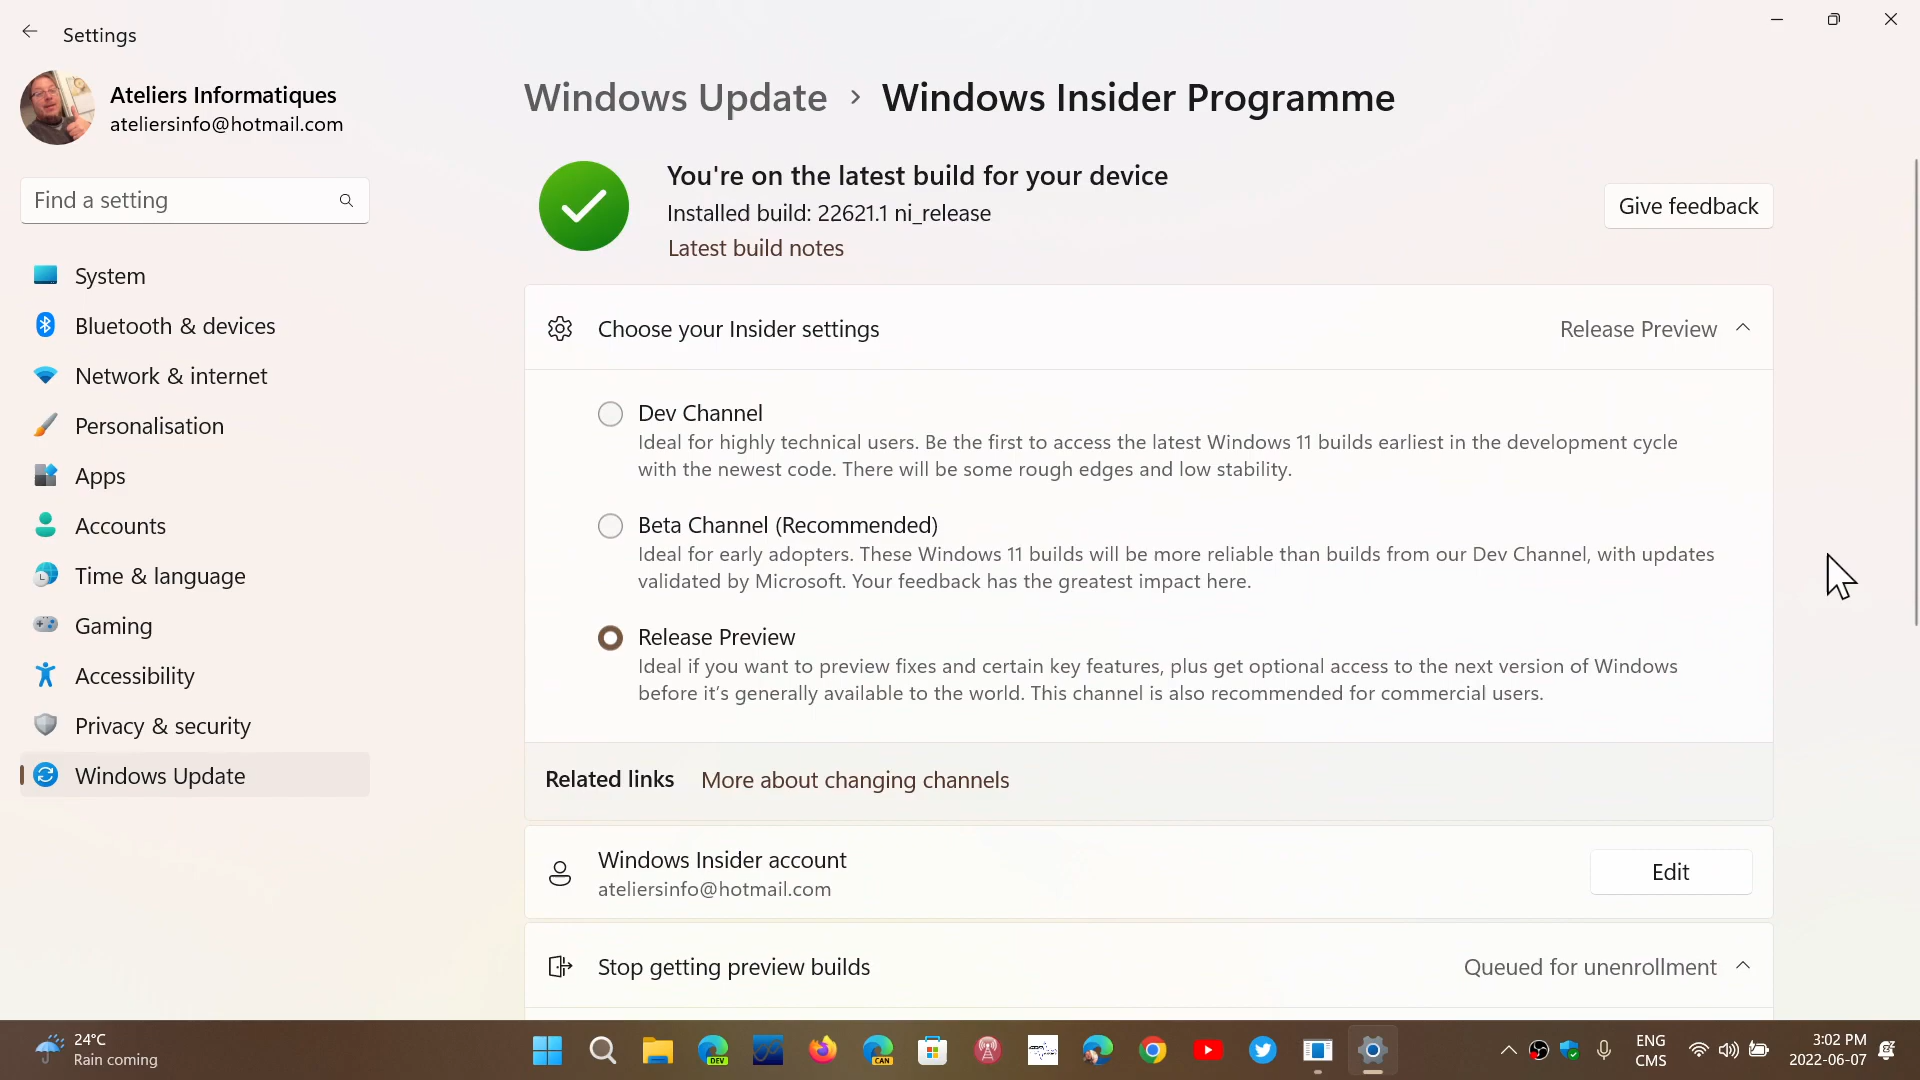 Settings
Ateliers Informatiques
ateliersinfo@hotmail.com
Find a setting
System
Bluetooth & devices
Network & internet
Personalisation
Apps
Accounts
Time & language
Gaming
Accessibility
Privacy & security
Windows Update
Windows Update › Windows Insider Programme
You're on the latest build for your device
Installed build: 22621.1 ni_release
Latest build notes
Give feedback
Choose your Insider settings
Release Preview
Dev Channel
Ideal for highly technical users. Be the first to access the latest Windows 11 builds earliest in the development cycle
with the newest code. There will be some rough edges and low stability.
Beta Channel (Recommended)
Ideal for early adopters. These Windows 11 builds will be more reliable than builds from our Dev Channel, with updates
validated by Microsoft. Your feedback has the greatest impact here.
Release Preview
Ideal if you want to preview fixes and certain key features, plus get optional access to the next version of Windows
before it’s generally available to the world. This channel is also recommended for commercial users.
Related links More about changing channels
Windows Insider account
ateliersinfo@hotmail.com
Edit
Stop getting preview builds
Queued for unenrollment
24°C
Rain coming
DEV
CAN
ENG
CMS
3:02 PM
2022-06-07